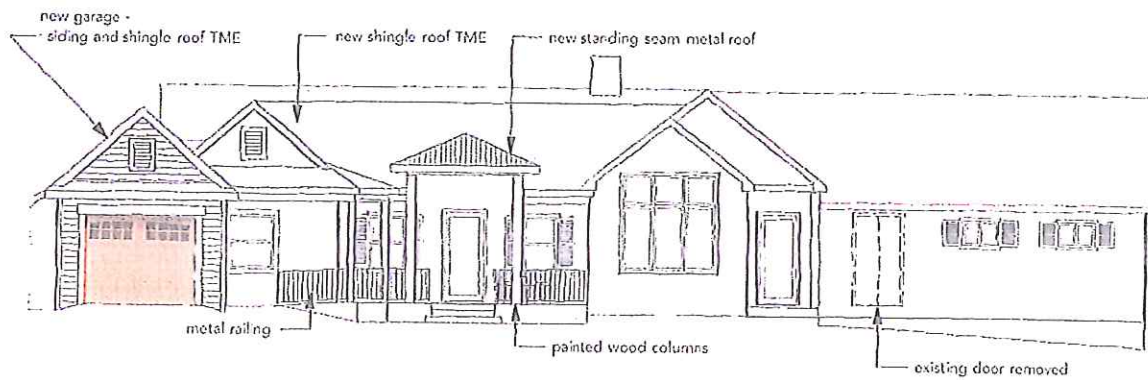 new garage -
siding and shingle roof TME
new shingle roof TME
new standing seam metal roof
metal railing
painted wood columns
existing door removed